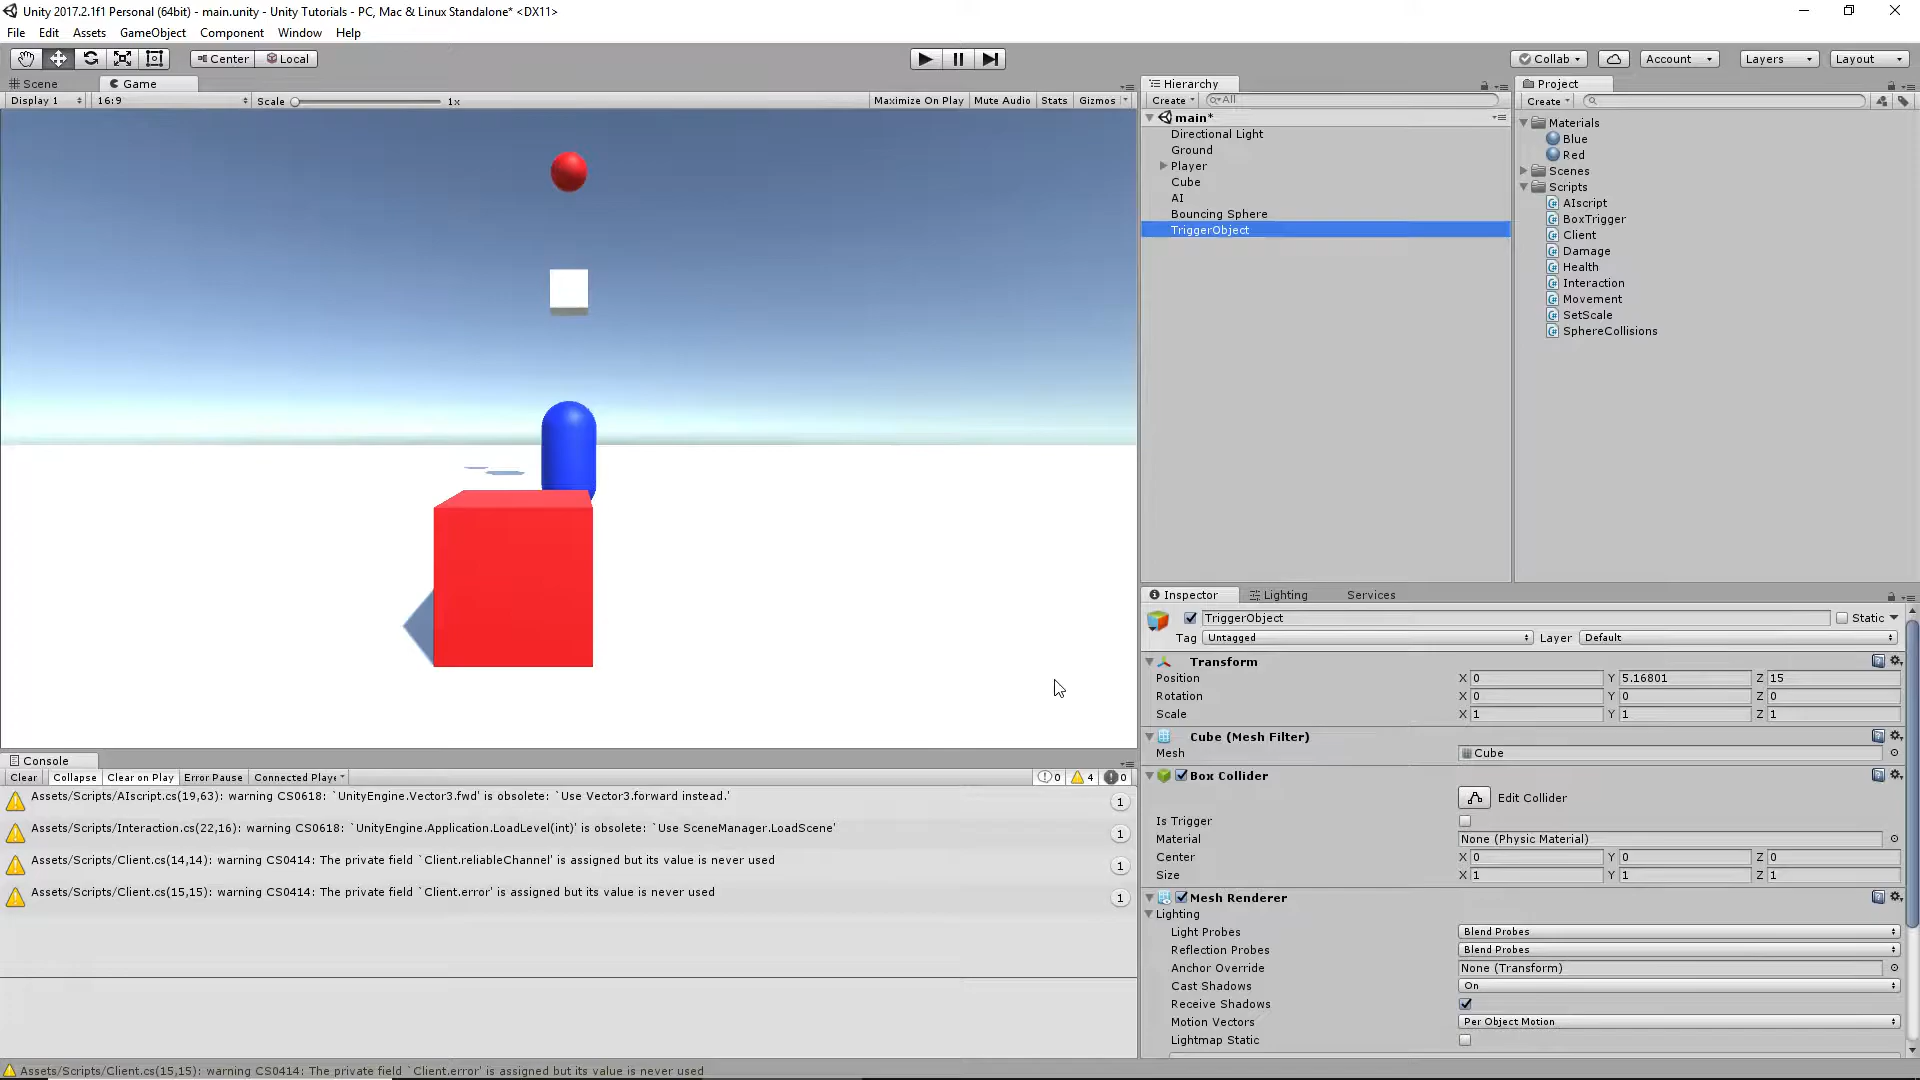 Unity 2017.2.1f1 Personal (64bit) - main.unity - Unity Tutorials - PC, Mac & Linux Standalone* <DX11>
File Edit Assets GameObject Component Window Help
Center Local Collab Account Layers Layout
Scene Game
Display 1 16:9 Scale 1x Maximize On Play Mute Audio Stats Gizmos
Hierarchy
Create All
main*
Directional Light
Ground
Player
Cube
AI
Bouncing Sphere
TriggerObject
Project
Create
Materials
Blue
Red
Scenes
Scripts
AIscript
BoxTrigger
Client
Damage
Health
Interaction
Movement
SetScale
SphereCollisions
Inspector Lighting Services
TriggerObject Static
Tag Untagged Layer Default
Transform
Position X 0 Y 5.16801 Z 15
Rotation X 0 Y 0 Z 0
Scale X 1 Y 1 Z 1
Cube (Mesh Filter)
Mesh Cube
Box Collider
Edit Collider
Is Trigger
Material None (Physic Material)
Center X 0 Y 0 Z 0
Size X 1 Y 1 Z 1
Mesh Renderer
Lighting
Light Probes Blend Probes
Reflection Probes Blend Probes
Anchor Override None (Transform)
Cast Shadows On
Receive Shadows
Motion Vectors Per Object Motion
Lightmap Static
Console
Clear Collapse Clear on Play Error Pause Connected Playe 0 4 0
Assets/Scripts/AIscript.cs(19,63): warning CS0618: `UnityEngine.Vector3.fwd' is obsolete: `Use Vector3.forward instead.' 1
Assets/Scripts/Interaction.cs(22,16): warning CS0618: `UnityEngine.Application.LoadLevel(int)' is obsolete: `Use SceneManager.LoadScene' 1
Assets/Scripts/Client.cs(14,14): warning CS0414: The private field `Client.reliableChannel' is assigned but its value is never used 1
Assets/Scripts/Client.cs(15,15): warning CS0414: The private field `Client.error' is assigned but its value is never used 1
Assets/Scripts/Client.cs(15,15): warning CS0414: The private field `Client.error' is assigned but its value is never used